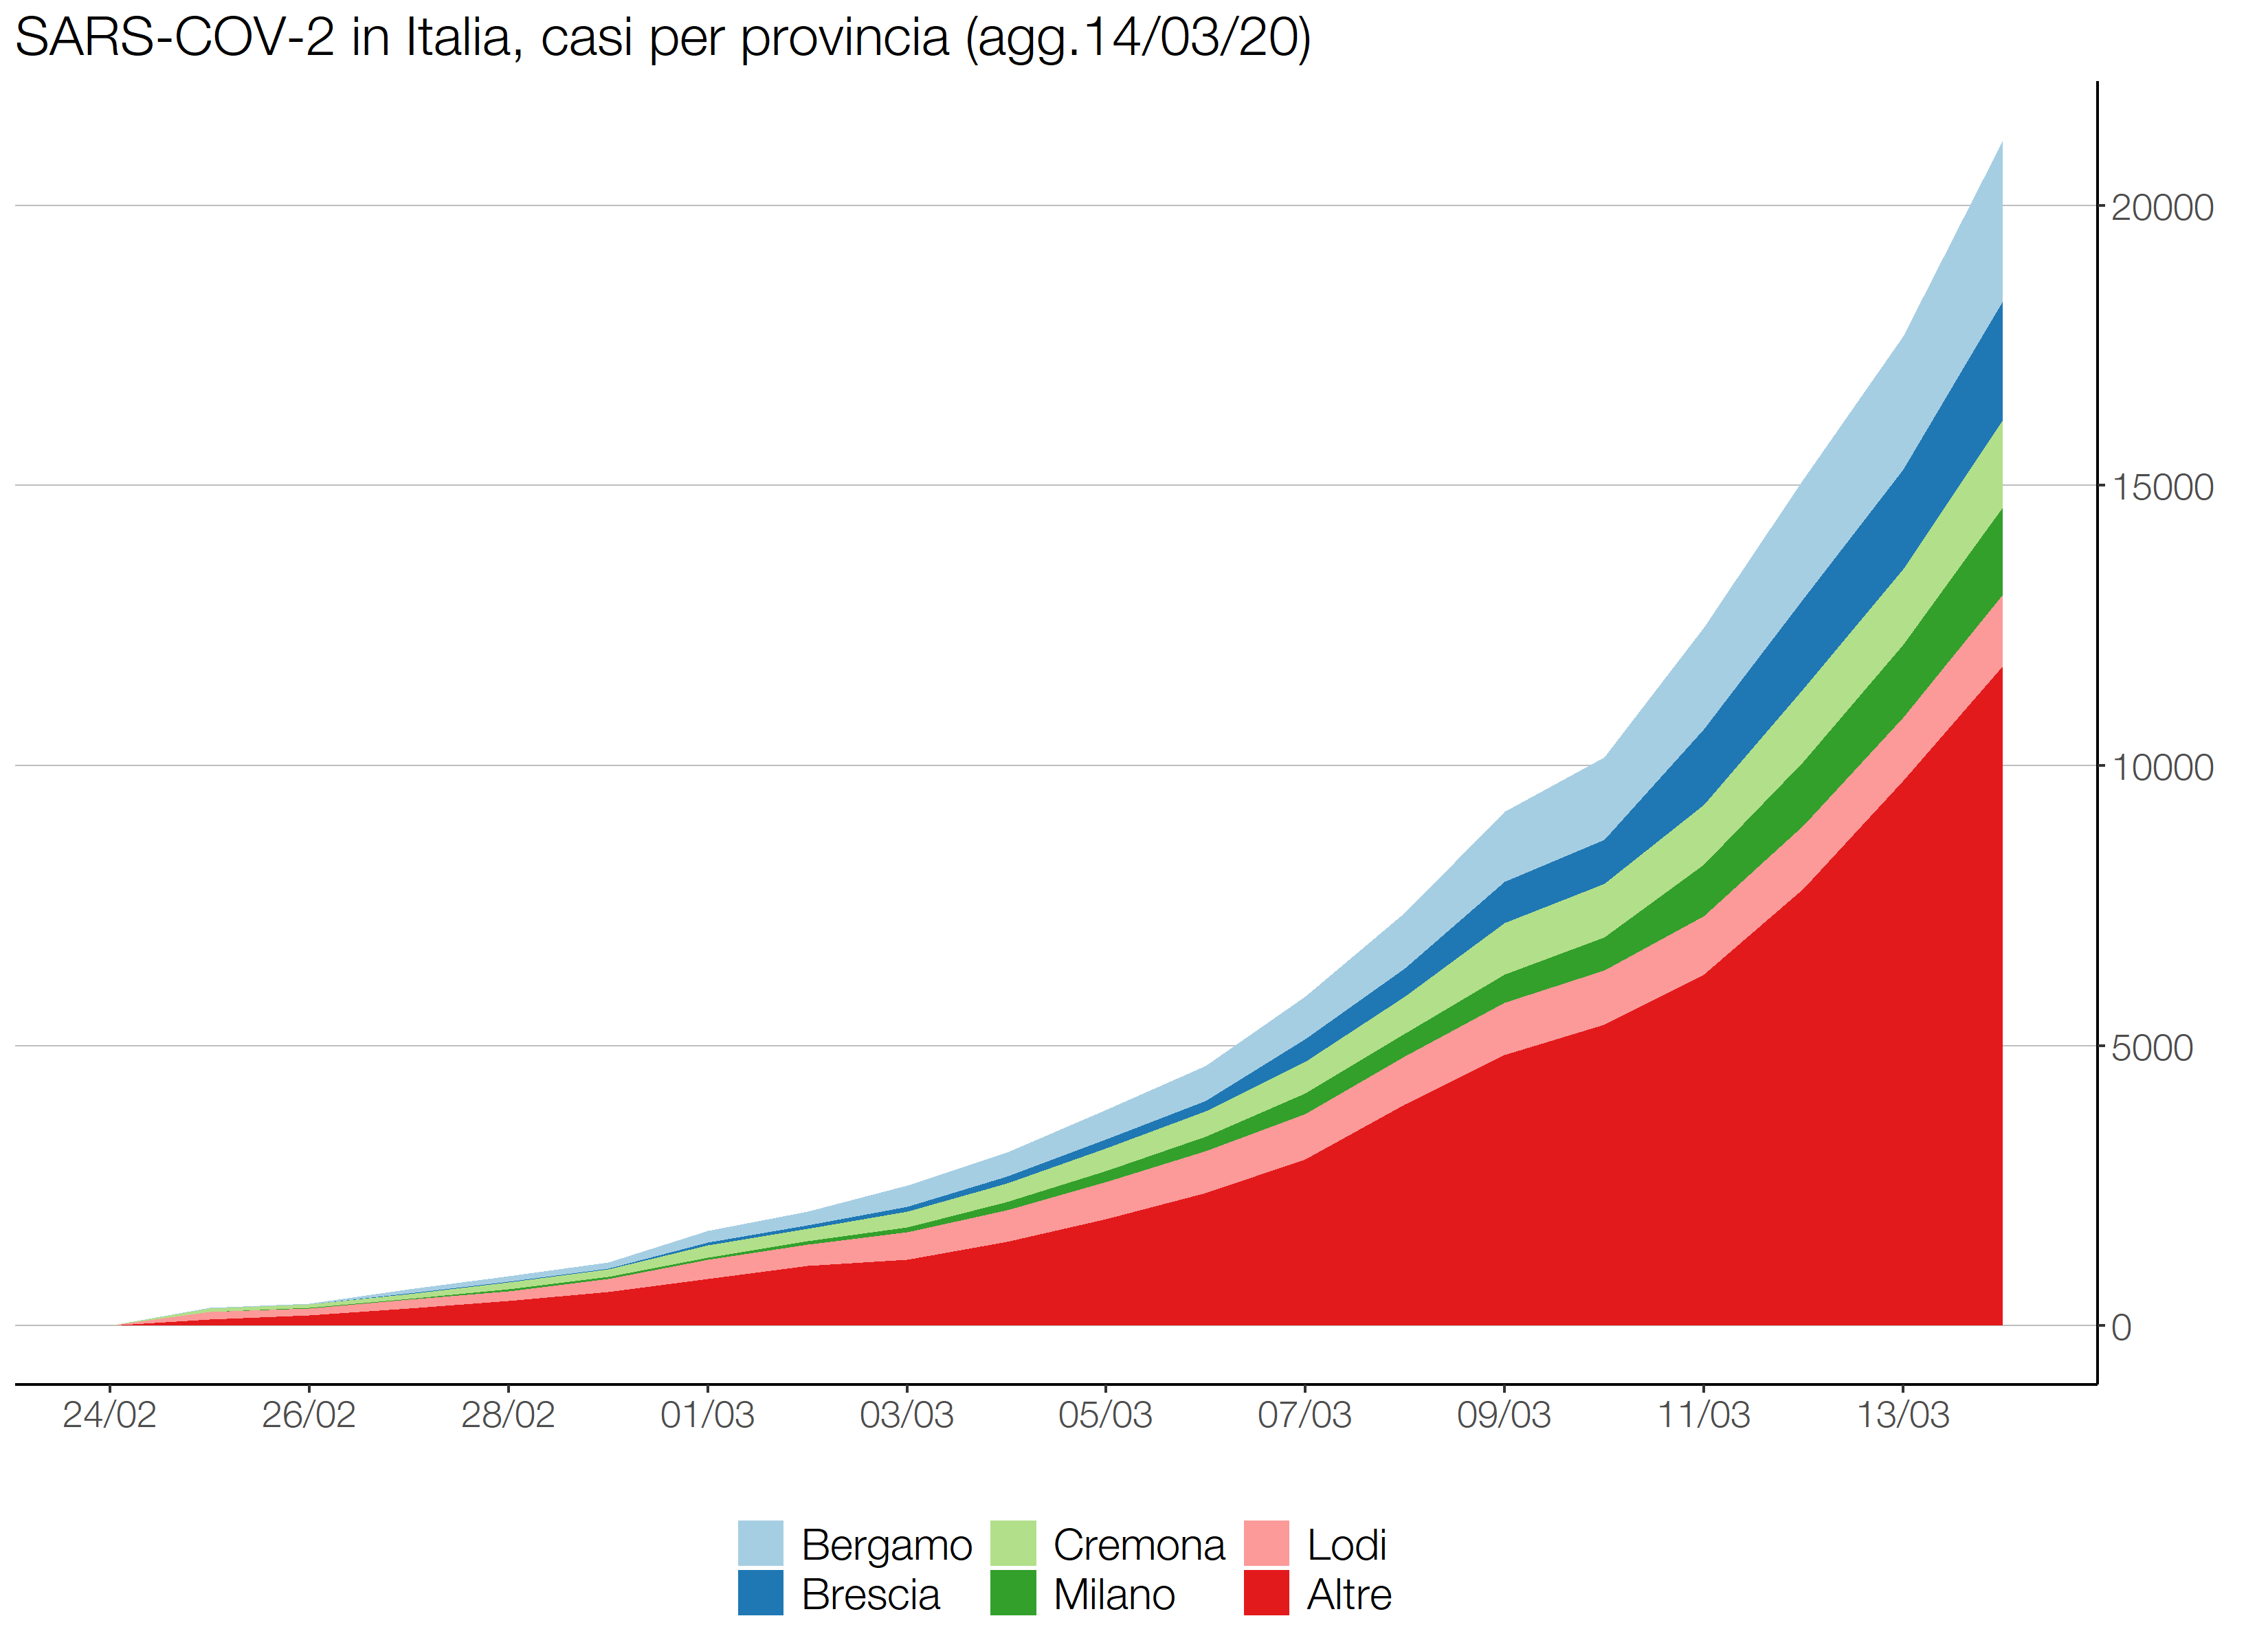 SARS-COV-2 in Italia, casi per provincia (agg.14/03/20)
20000
15000
10000
5000
0
24/02 26/02 28/02 01/03 03/03 05/03 07/03 09/03 11/03 13/03
Bergamo Cremona Lodi
Brescia Milano Altre